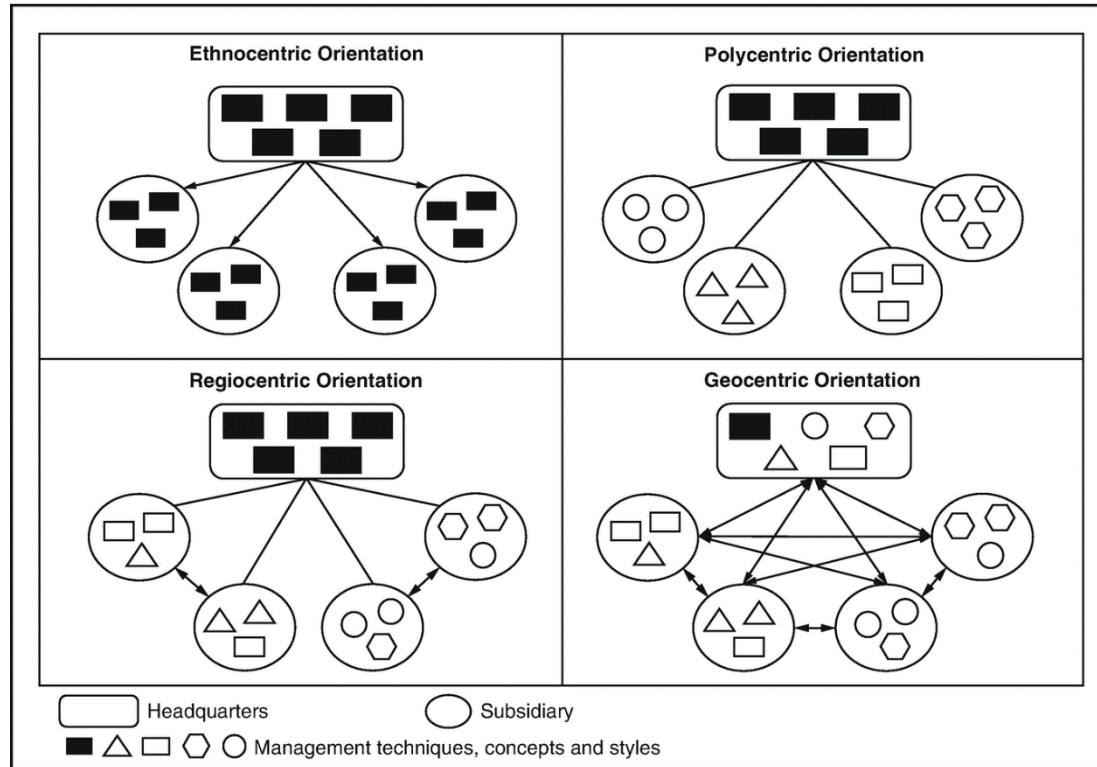 Ethnocentric Orientation
Polycentric Orientation
Regiocentric Orientation
Geocentric Orientation
Headquarters
Subsidiary
Management techniques, concepts and styles